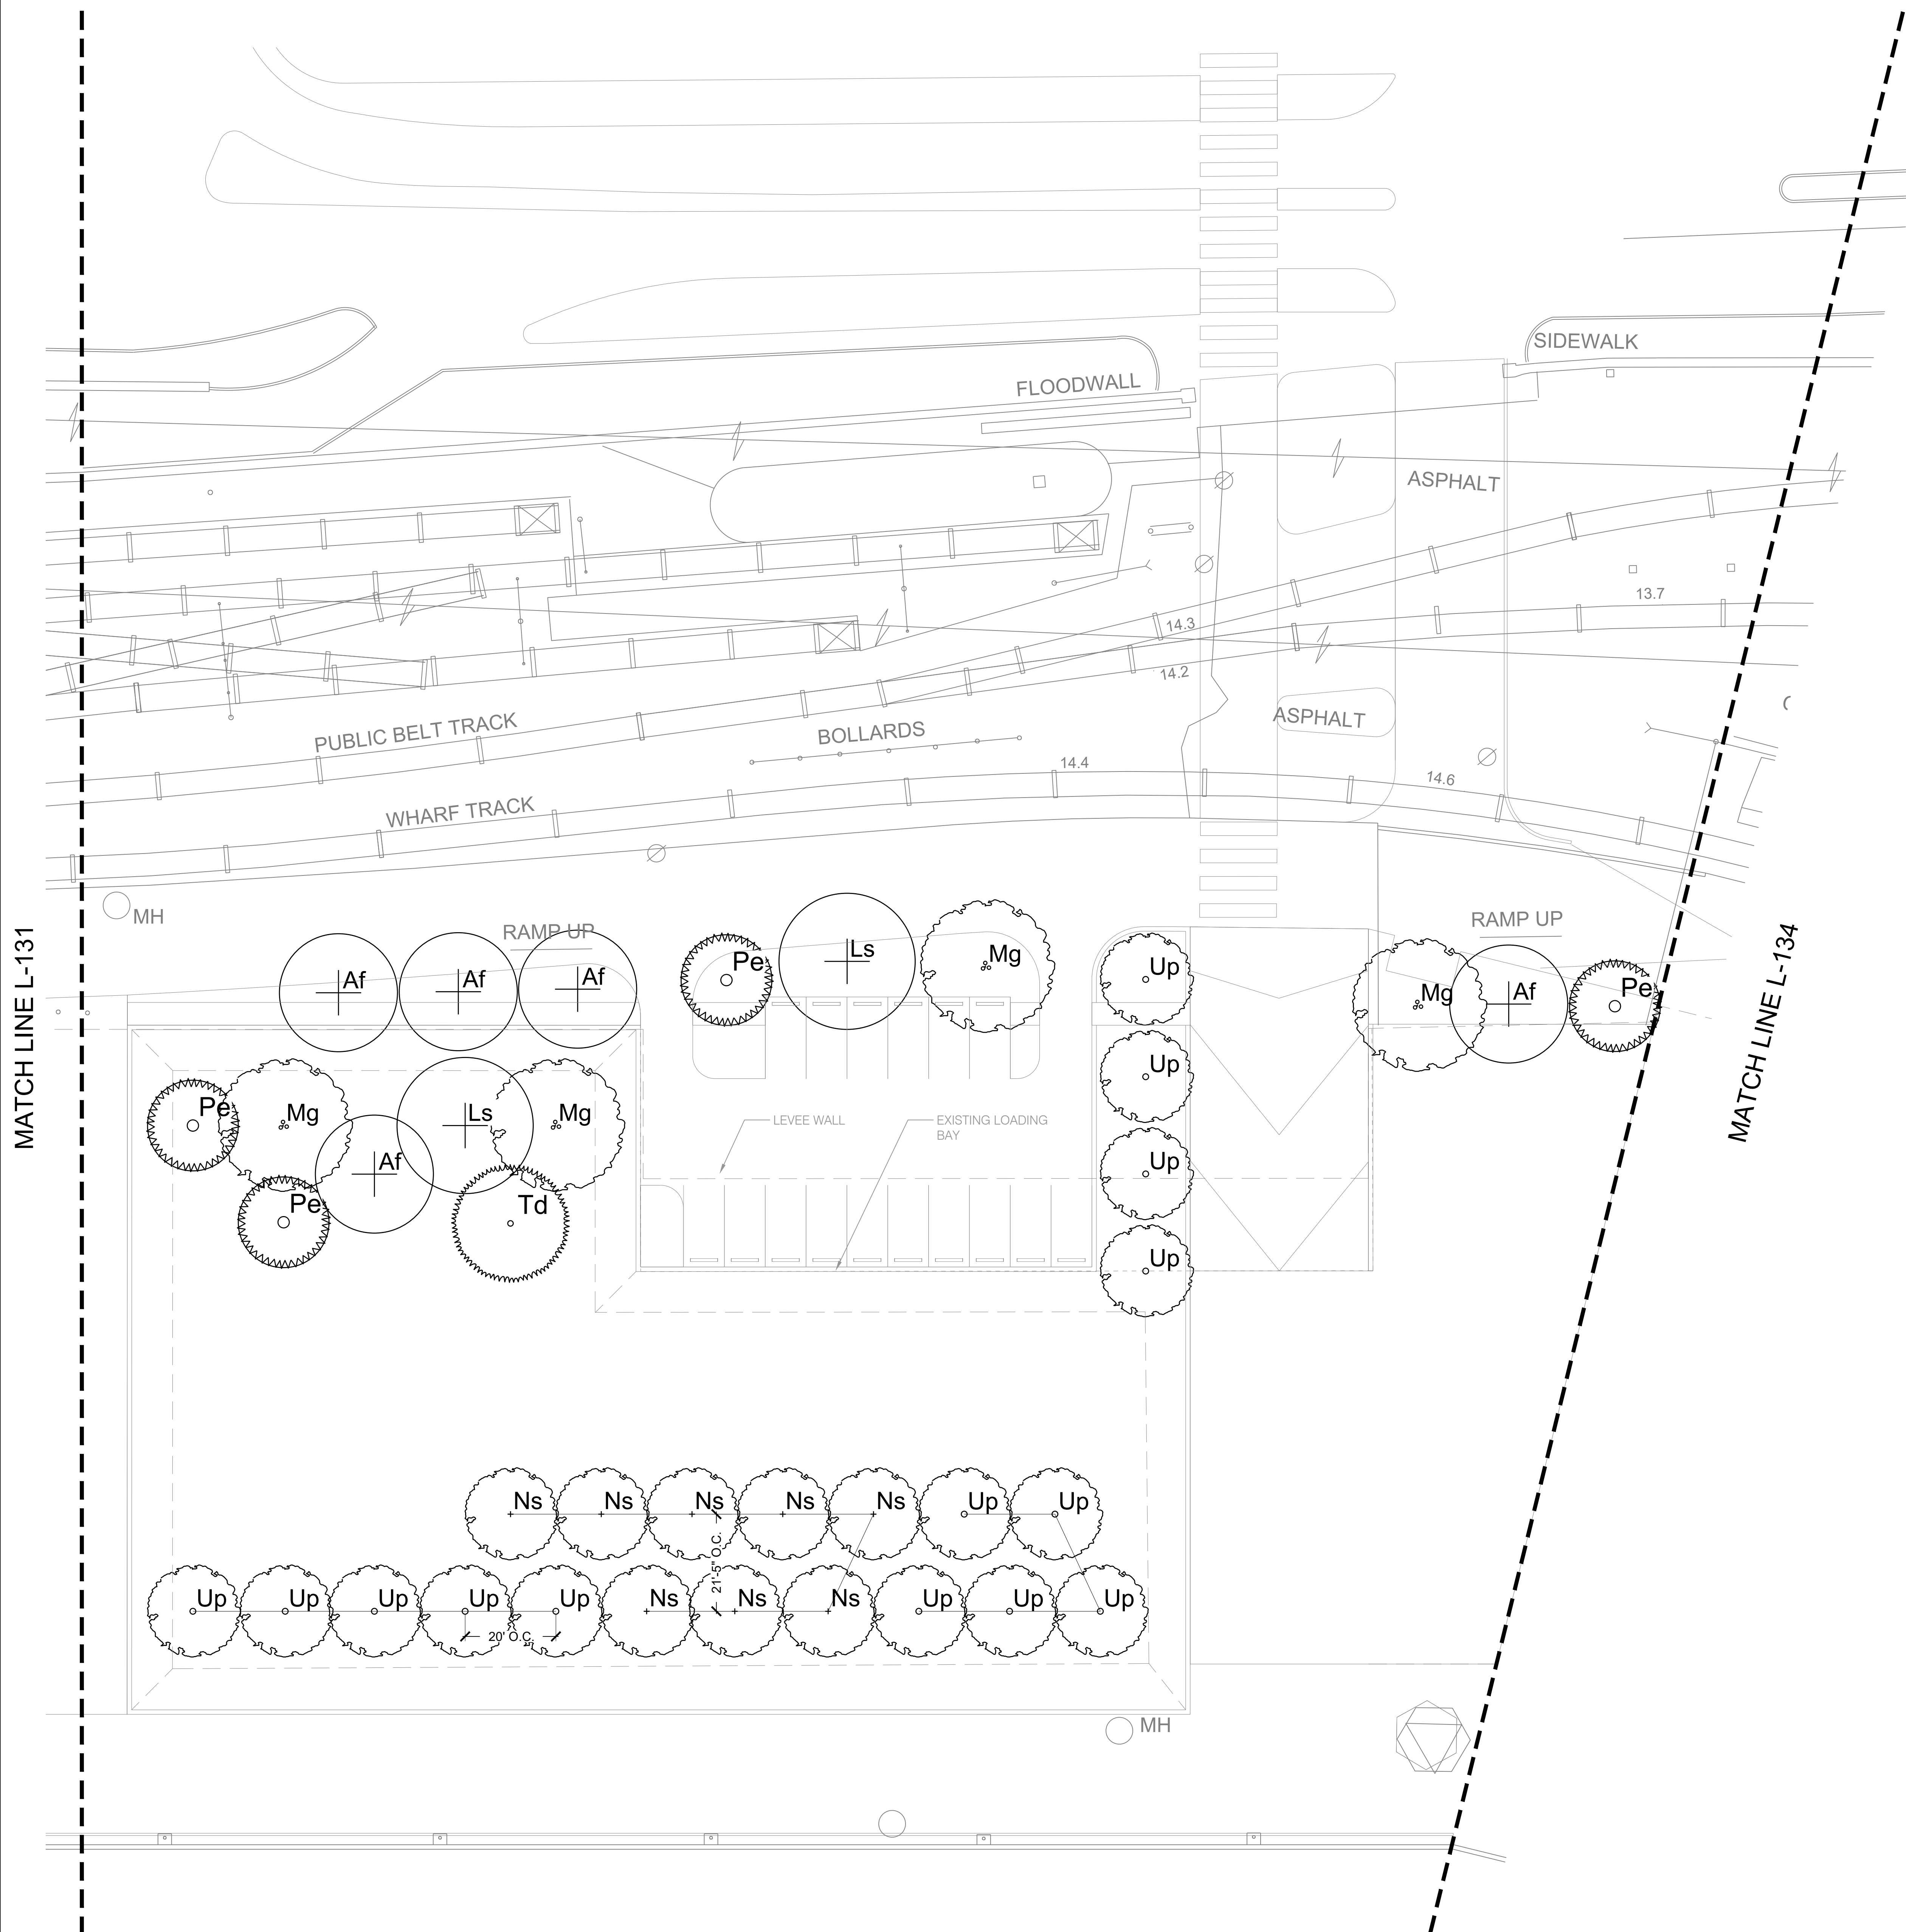 SIDEWALK
FLOODWALL
ASPHALT
13.7
14.3
14.2
ASPHALT
PUBLIC BELT TRACK
BOLLARDS
14.4
14.6
WHARF TRACK
MH
RAMP UP
RAMP UP
MATCH LINE L-131
MATCH LINE L-134
Af
Af
Af
Pe
Ls
Mg
Up
Mg
Af
Pe
Up
Pe
Mg
Ls
Mg
LEVEE WALL
EXISTING LOADING
BAY
Af
Up
Pe
Td
Up
Ns
Ns
Ns
Ns
Ns
Up
Up
21'-5" O.C.
Up
Up
Up
Up
Up
Ns
Ns
Ns
Up
Up
Up
20' O.C.
MH